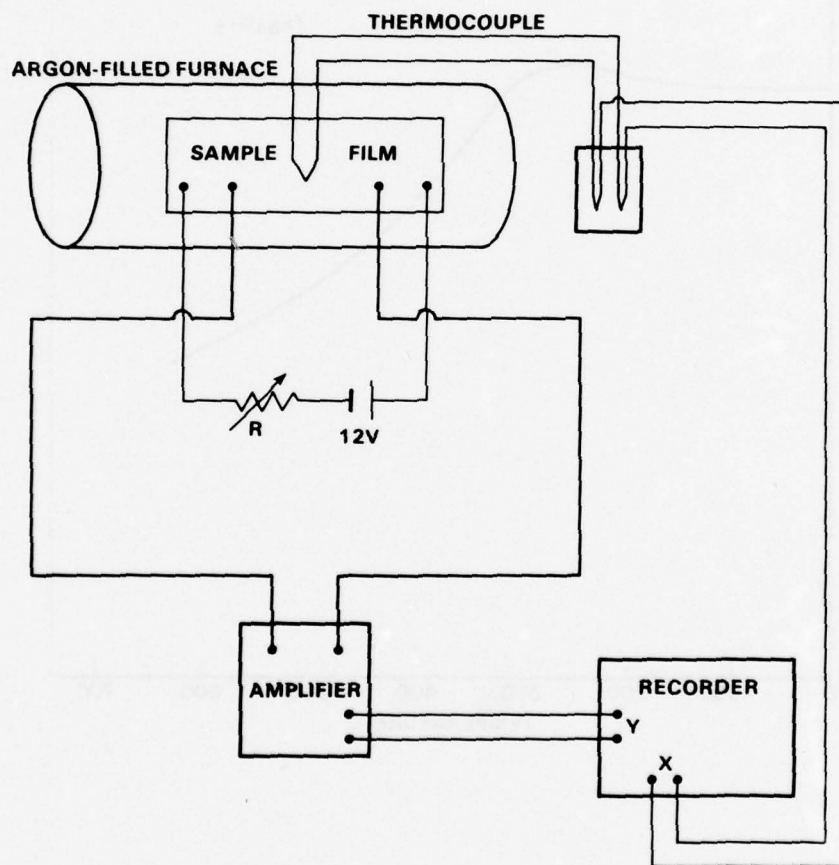 THERMOCOUPLE
ARGON-FILLED FURNACE
SAMPLE FILM
R
12V
AMPLIFIER
RECORDER
Y
X